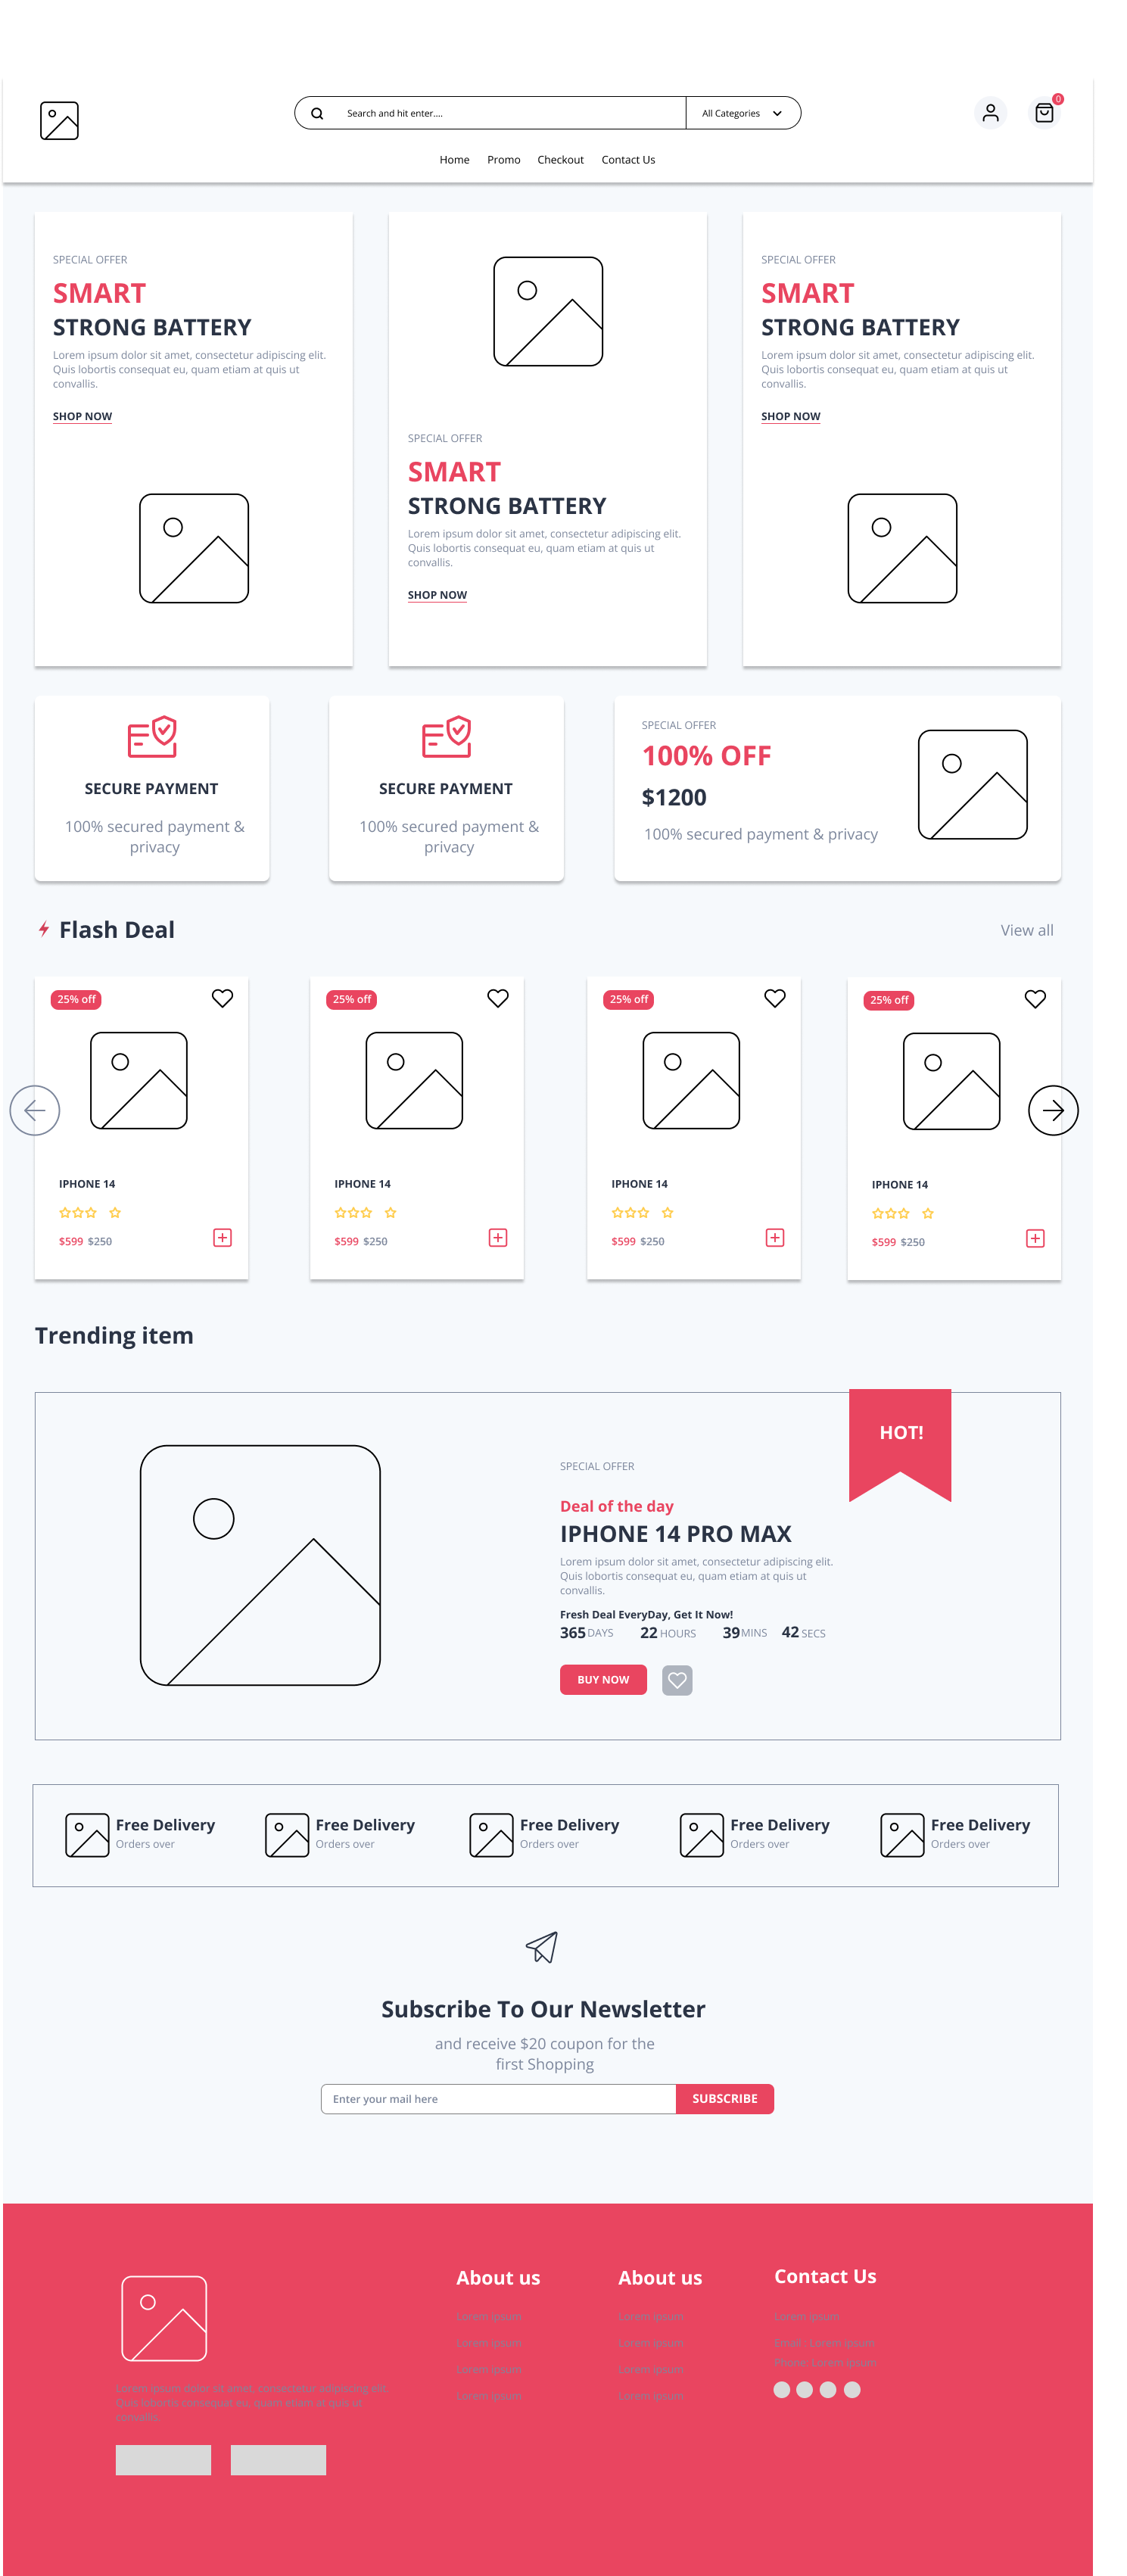 Search and hit enter....
All Categories
0
Home Promo Checkout Contact Us
SPECIAL OFFER
SMART
STRONG BATTERY
Lorem ipsum dolor sit amet, consectetur adipiscing elit.
Quis lobortis consequat eu, quam etiam at quis ut
convallis.
SHOP NOW
SPECIAL OFFER
SMART
STRONG BATTERY
Lorem ipsum dolor sit amet, consectetur adipiscing elit.
Quis lobortis consequat eu, quam etiam at quis ut
convallis.
SHOP NOW
SPECIAL OFFER
SMART
STRONG BATTERY
Lorem ipsum dolor sit amet, consectetur adipiscing elit.
Quis lobortis consequat eu, quam etiam at quis ut
convallis.
SHOP NOW
SECURE PAYMENT
100% secured payment &
privacy
SECURE PAYMENT
100% secured payment &
privacy
SPECIAL OFFER
100% OFF
$1200
100% secured payment & privacy
Flash Deal
View all
25% off
IPHONE 14
$599 $250
25% off
IPHONE 14
$599 $250
25% off
IPHONE 14
$599 $250
25% off
IPHONE 14
$599 $250
Trending item
HOT!
SPECIAL OFFER
Deal of the day
IPHONE 14 PRO MAX
Lorem ipsum dolor sit amet, consectetur adipiscing elit.
Quis lobortis consequat eu, quam etiam at quis ut
convallis.
Fresh Deal EveryDay, Get It Now!
365 DAYS 22 HOURS 39 MINS 42 SECS
BUY NOW
Free Delivery
Orders over
Free Delivery
Orders over
Free Delivery
Orders over
Free Delivery
Orders over
Free Delivery
Orders over
Subscribe To Our Newsletter
and receive $20 coupon for the
first Shopping
Enter your mail here
SUBSCRIBE
Lorem ipsum dolor sit amet, consectetur adipiscing elit.
Quis lobortis consequat eu, quam etiam at quis ut
convallis.
About us
Lorem ipsum
Lorem ipsum
Lorem ipsum
Lorem ipsum
About us
Lorem ipsum
Lorem ipsum
Lorem ipsum
Lorem ipsum
Contact Us
Lorem ipsum
Email : Lorem ipsum
Phone: Lorem ipsum